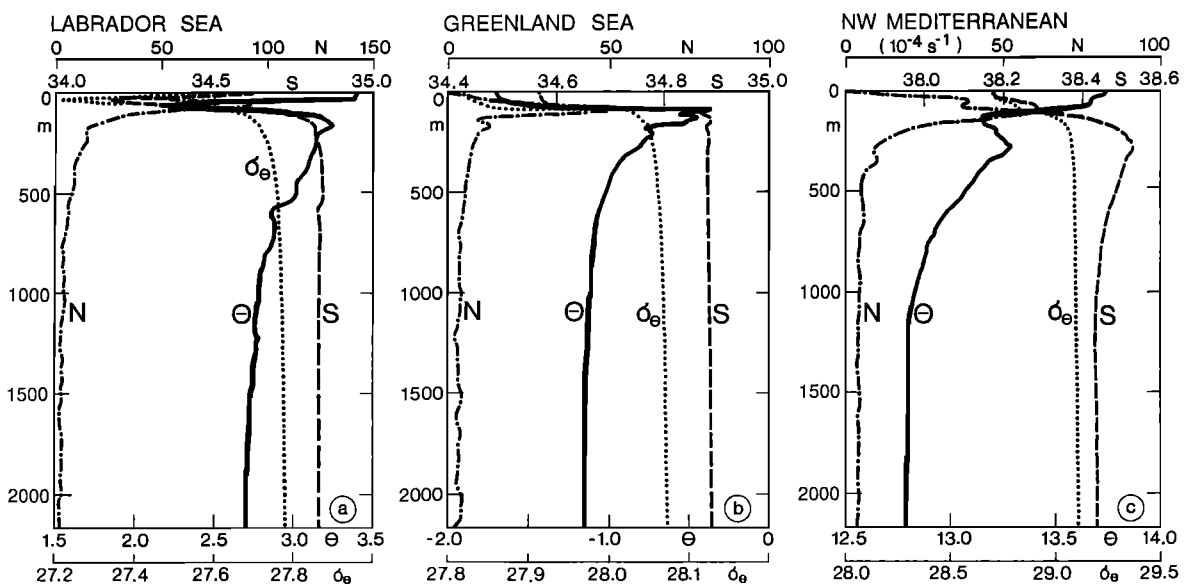 LABRADOR SEA
0 50 100 N 150
34.0 34.5 S 35.0
0
m
500
1000
1500
2000
σθ
N
Θ
S
a
1.5 2.0 2.5 3.0 Θ 3.5
27.2 27.4 27.6 27.8 σθ
GREENLAND SEA
0 50 N 100
34.4 34.6 34.8 S 35.0
0
m
500
1000
1500
2000
N
Θ
σθ
S
b
-2.0 -1.0 Θ 0
27.8 27.9 28.0 28.1 σθ
NW MEDITERRANEAN
0 (10⁻⁴ s⁻¹) 50 N 100
38.0 38.2 38.4 S 38.6
0
m
500
1000
1500
2000
N
Θ
σθ
S
c
12.5 13.0 13.5 Θ 14.0
28.0 28.5 29.0 σθ 29.5